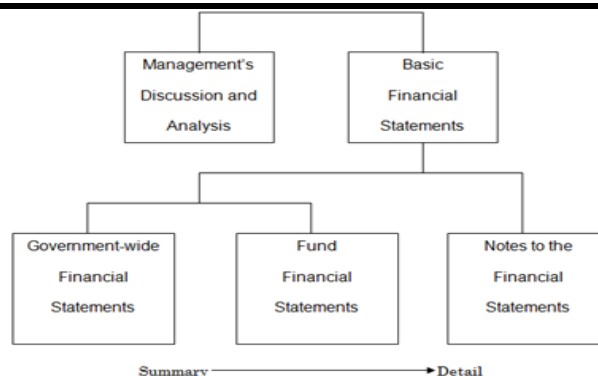 Management's
Discussion and
Analysis
Basic
Financial
Statements
Government-wide
Financial
Statements
Fund
Financial
Statements
Notes to the
Financial
Statements
Summary
Detail